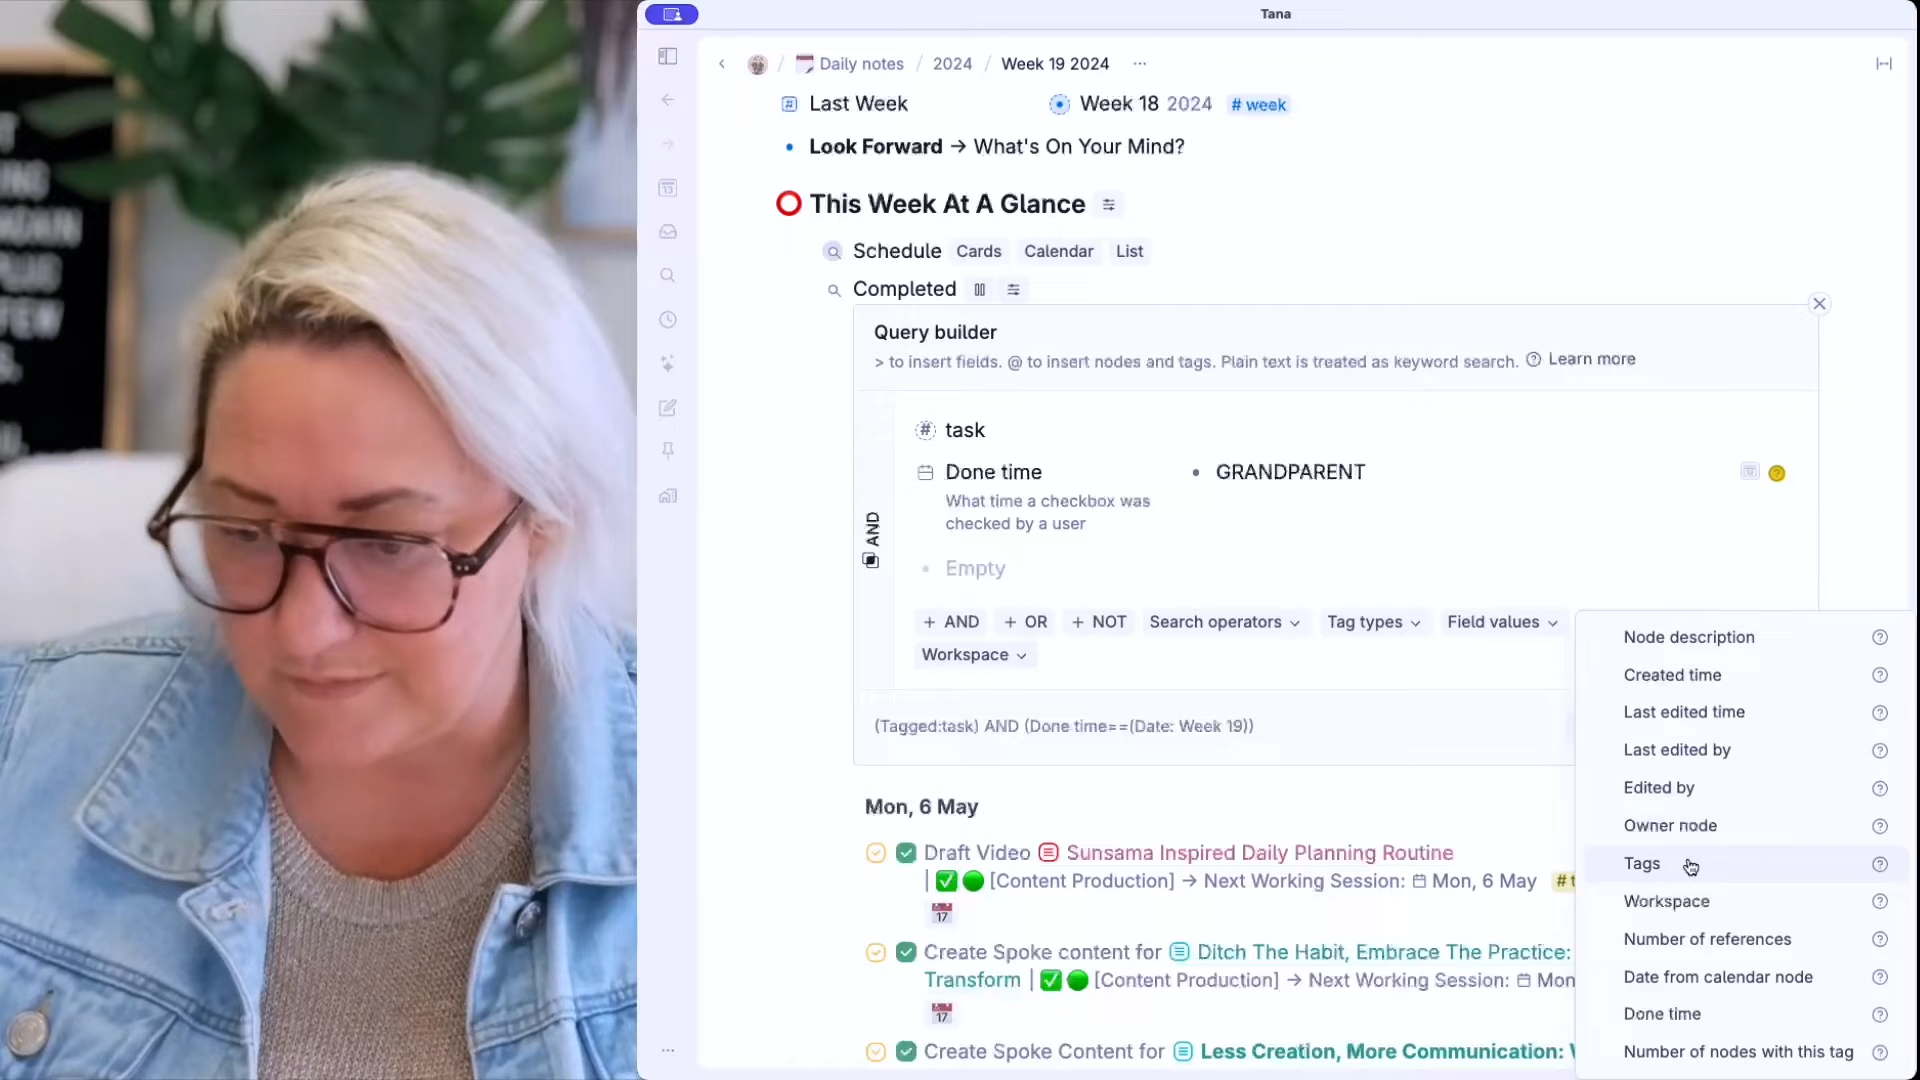 Tana
Daily notes / 2024 / Week 19 2024 ...
Last Week
Week 18 2024 # week
Look Forward → What's On Your Mind?
This Week At A Glance
Schedule Cards Calendar List
Completed
Query builder
> to insert fields. @ to insert nodes and tags. Plain text is treated as keyword search. Learn more
task
Done time
GRANDPARENT
What time a checkbox was
checked by a user
AND
Empty
+ AND + OR + NOT Search operators Tag types Field values
Workspace
(Tagged:task) AND (Done time==(Date: Week 19))
Mon, 6 May
Draft Video Sunsama Inspired Daily Planning Routine
| [Content Production] → Next Working Session: Mon, 6 May # t
17
Create Spoke content for Ditch The Habit, Embrace The Practice:
Transform | [Content Production] → Next Working Session: Mon
17
Create Spoke Content for Less Creation, More Communication:
Node description
Created time
Last edited time
Last edited by
Edited by
Owner node
Tags
Workspace
Number of references
Date from calendar node
Done time
Number of nodes with this tag